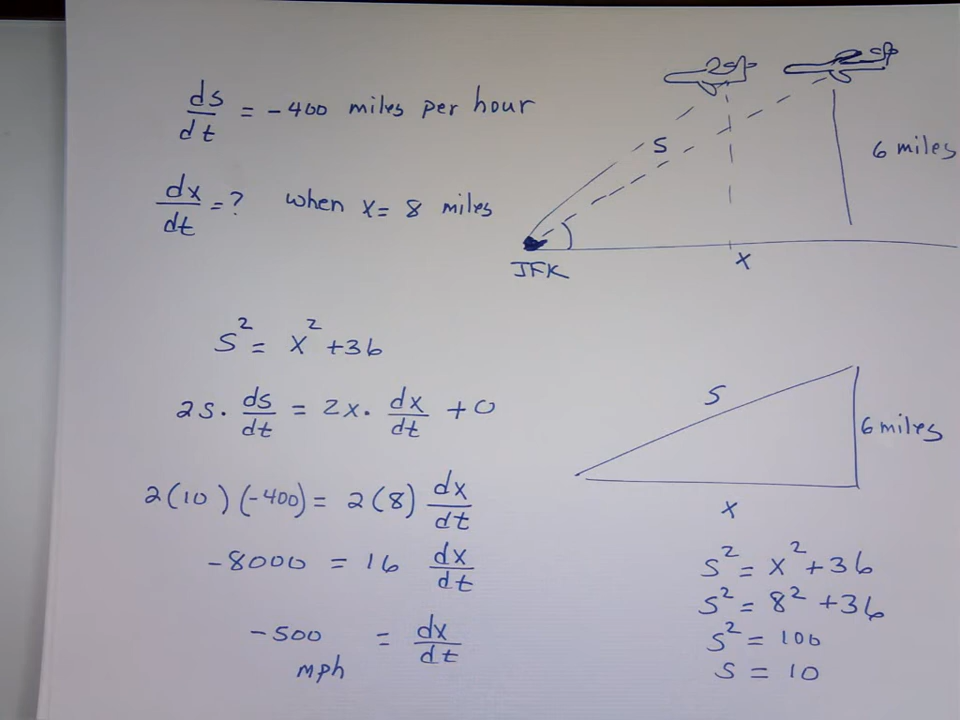 ds/dt = -400 miles per hour
dx/dt = ? when x = 8 miles
S
6 miles
JFK
x
S² = x² + 36
2s · ds/dt = 2x · dx/dt + 0
2(10)(-400) = 2(8) dx/dt
-8000 = 16 dx/dt
-500 mph = dx/dt
S
6 miles
x
S² = x² + 36
S² = 8² + 36
S² = 100
S = 10